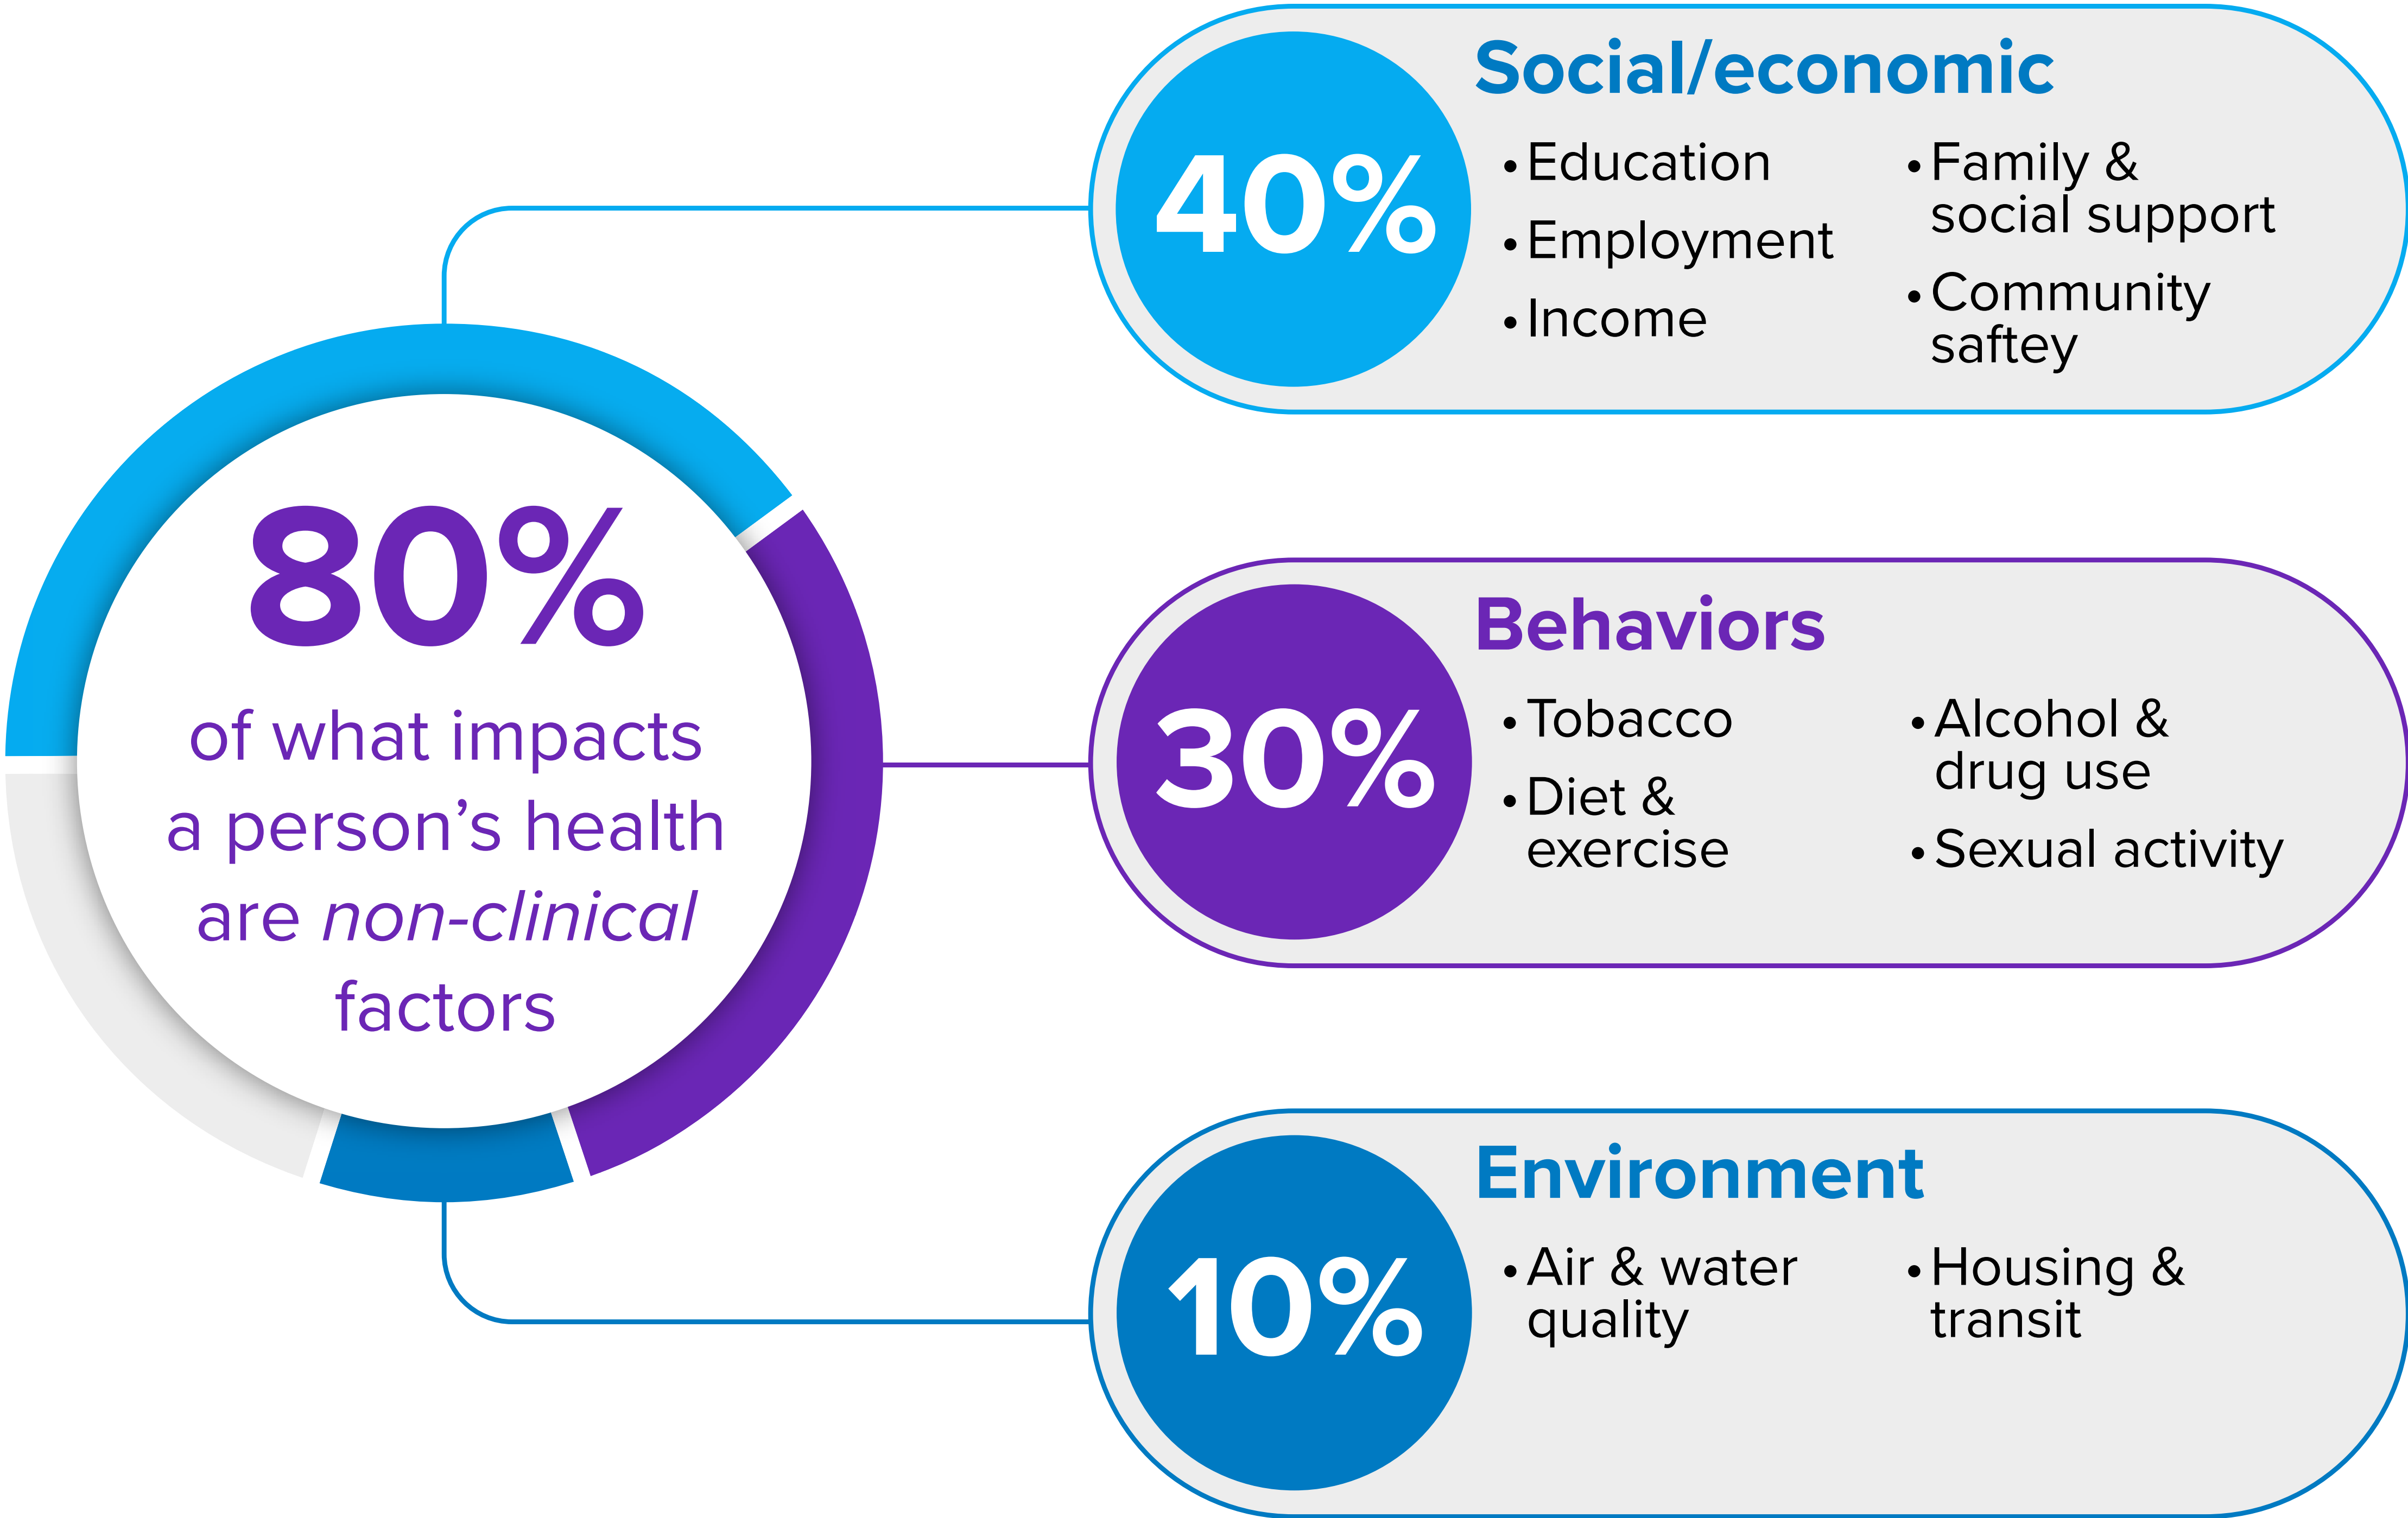 80%
of what impacts
a person's health
are non-clinical
factors
40%
Social/economic
• Education
• Employment
• Income
• Family &
social support
• Community
saftey
30%
Behaviors
• Tobacco
• Diet &
exercise
• Alcohol &
drug use
• Sexual activity
10%
Environment
• Air & water
quality
• Housing &
transit